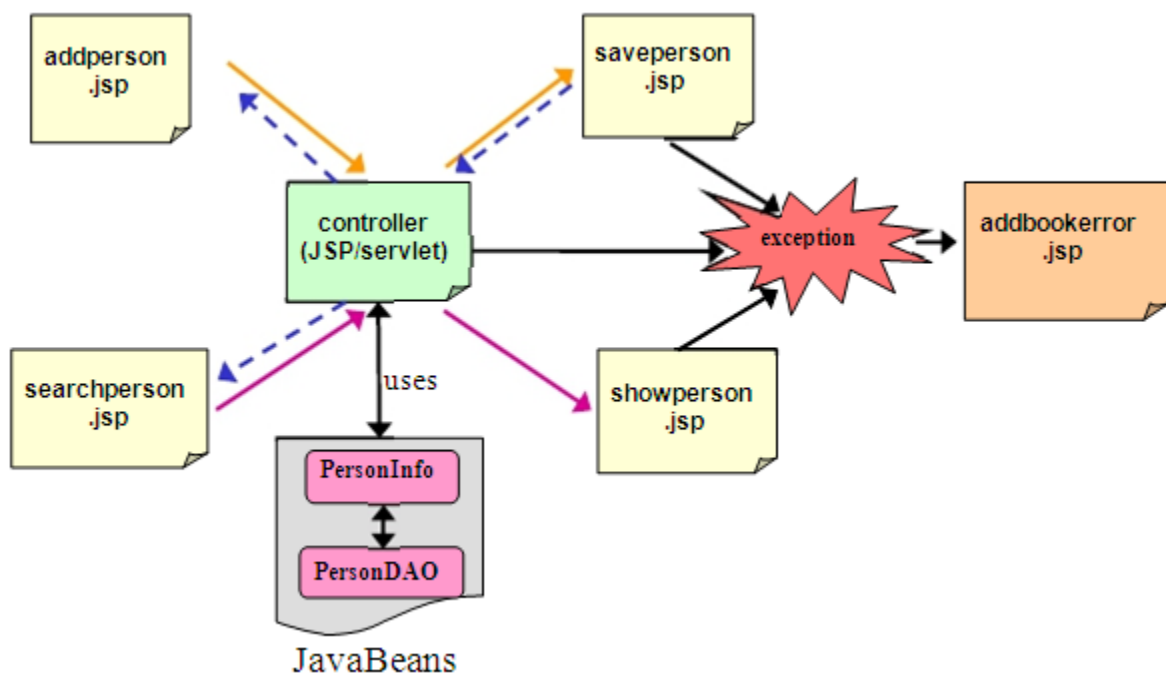 addperson
.jsp
saveperson
.jsp
controller
(JSP/servlet)
exception
addbookerror
.jsp
searchperson
.jsp
uses
showperson
.jsp
PersonInfo
PersonDAO
JavaBeans